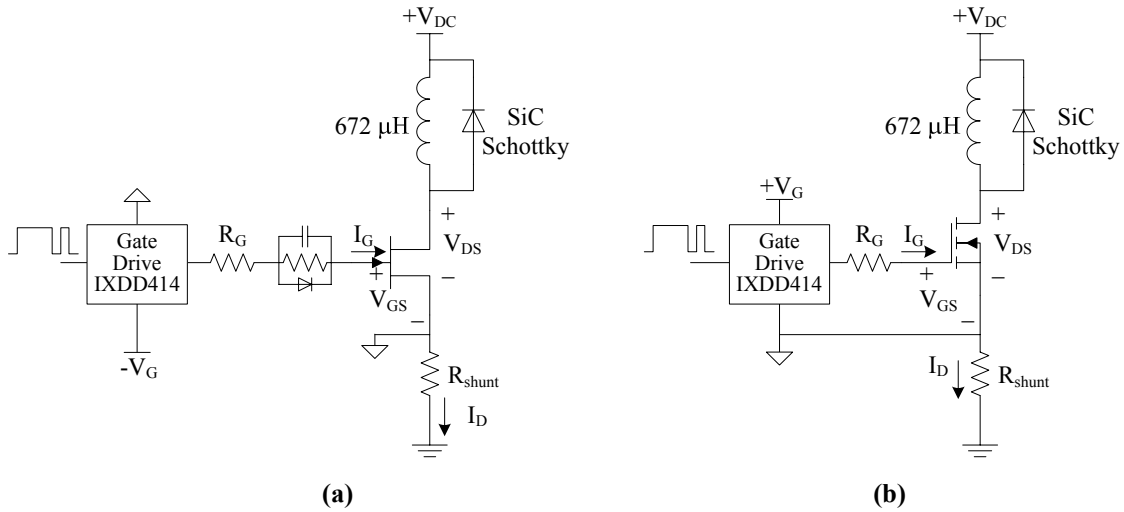 +V_DC
672 μH
SiC
Schottky
Gate
Drive
IXDD414
R_G
I_G
+
V_DS
−
+
V_GS
−
-V_G
R_shunt
I_D
(a)
+V_DC
672 μH
SiC
Schottky
+V_G
Gate
Drive
IXDD414
R_G
I_G
+
V_DS
−
+
V_GS
−
I_D
R_shunt
(b)